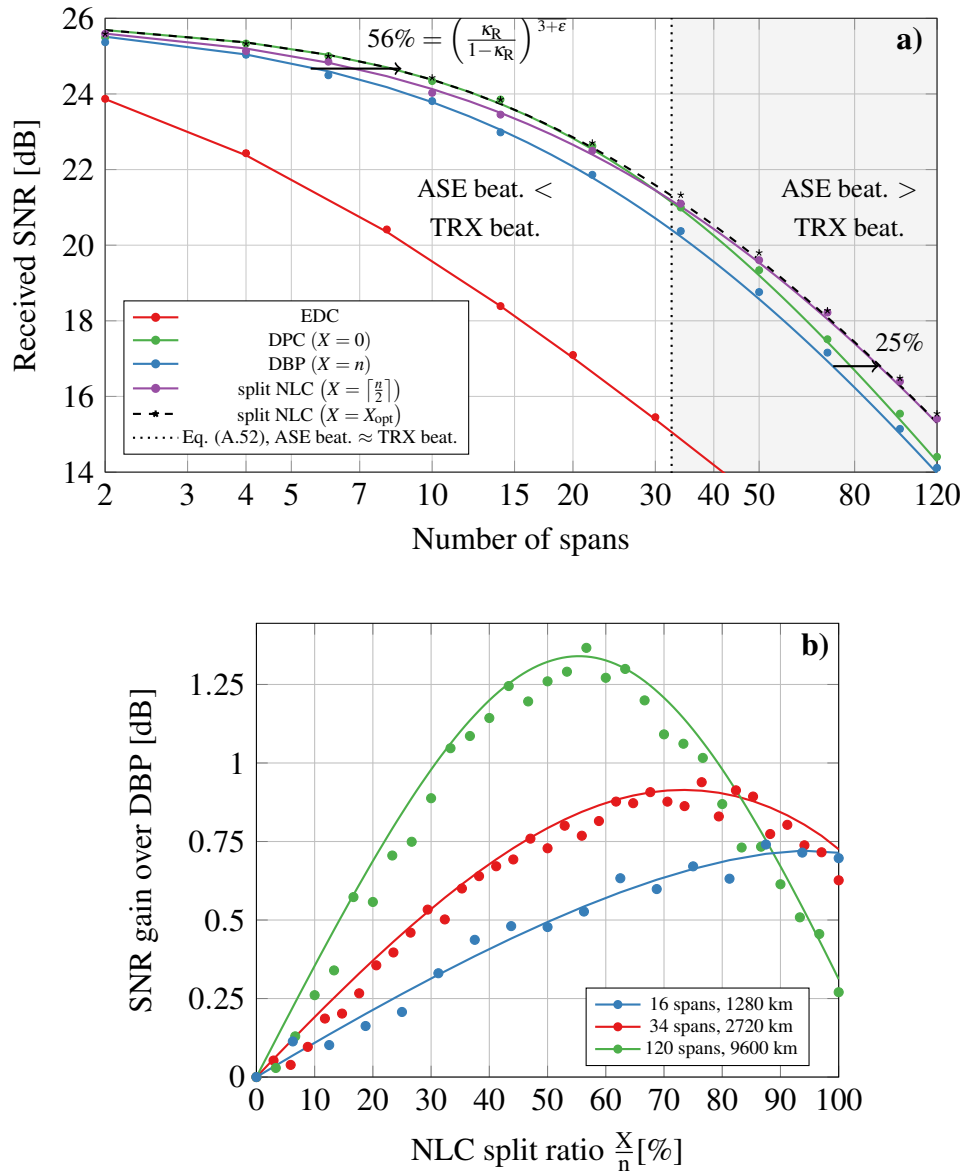 a)
56% = ( κR / 1−κR ) 3+ε
ASE beat. <
TRX beat.
ASE beat. >
TRX beat.
25%
Received SNR [dB]
26
24
22
20
18
16
14
EDC
DPC (X = 0)
DBP (X = n)
split NLC (X = ⌈n/2⌉)
split NLC (X = Xopt)
Eq. (A.52), ASE beat. ≈ TRX beat.
2 3 4 5 7 10 15 20 30 40 50 80 120
Number of spans
b)
SNR gain over DBP [dB]
1.25
1
0.75
0.5
0.25
0
16 spans, 1280 km
34 spans, 2720 km
120 spans, 9600 km
0 10 20 30 40 50 60 70 80 90 100
NLC split ratio X/n [%]